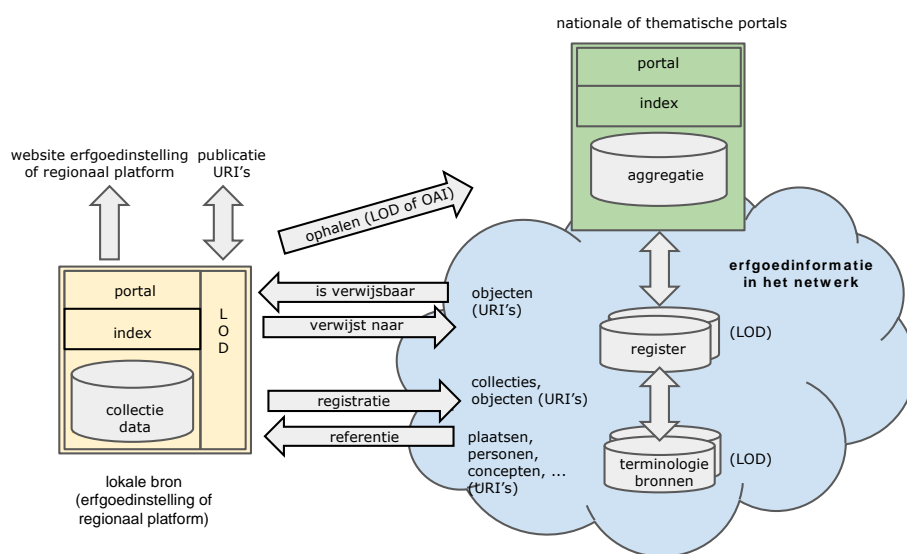 nationale of thematische portals
portal
index
aggregatie
website erfgoedinstelling
of regionaal platform
publicatie
URI's
ophalen (LOD of OAI)
erfgoedinformatie
in het netwerk
portal
index
L
O
D
collectie
data
is verwijsbaar
verwijst naar
objecten
(URI's)
register
(LOD)
registratie
collecties,
objecten (URI's)
referentie
plaatsen,
personen,
concepten, ...
(URI's)
terminologie
bronnen
(LOD)
lokale bron
(erfgoedinstelling of
regionaal platform)